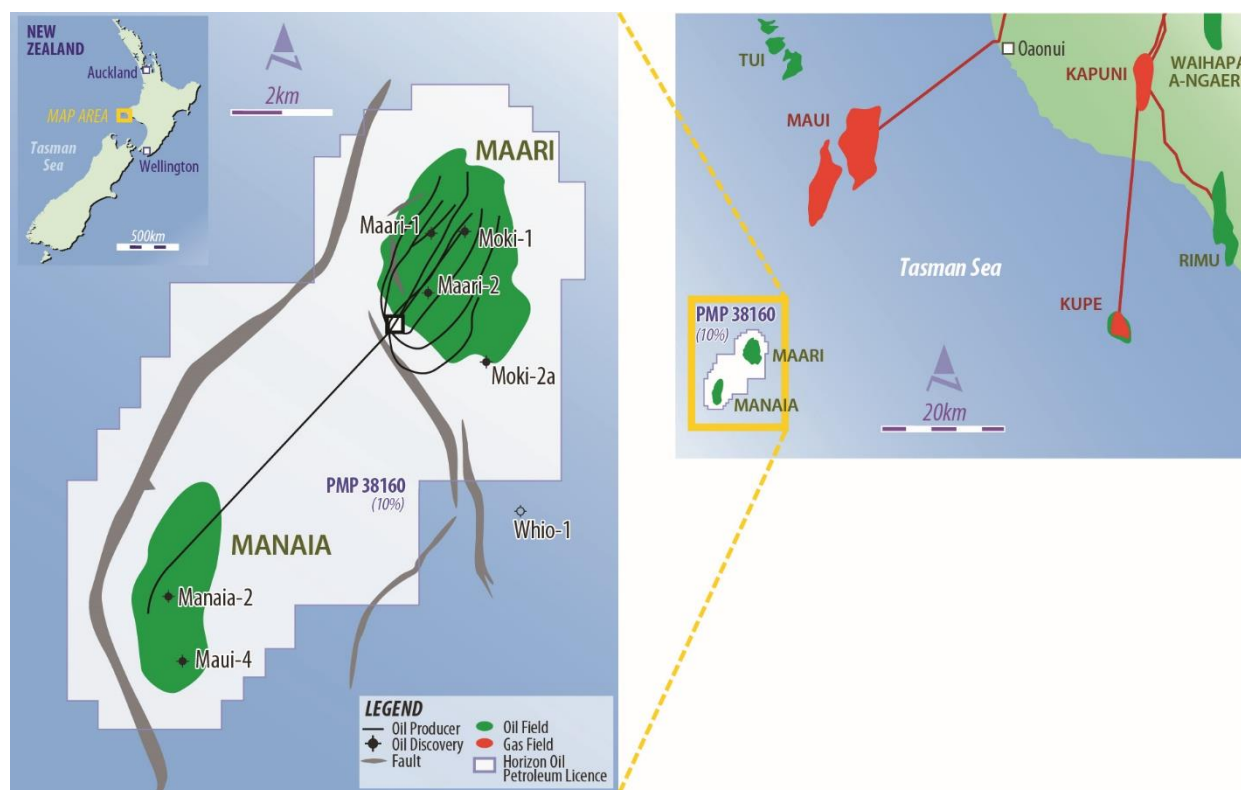 NEW
ZEALAND
Auckland
MAP AREA
Tasman
Sea
Wellington
500km
2km
MAARI
Maari-1
Moki-1
Maari-2
Moki-2a
PMP 38160
(10%)
Whio-1
MANAIA
Manaia-2
Maui-4
LEGEND
Oil Producer
Oil Discovery
Fault
Oil Field
Gas Field
Horizon Oil
Petroleum Licence
TUI
Oaonui
WAIHAPA
A-NGAER
KAPUNI
MAUI
Tasman Sea
RIMU
KUPE
PMP 38160
(10%)
MAARI
MANAIA
20km